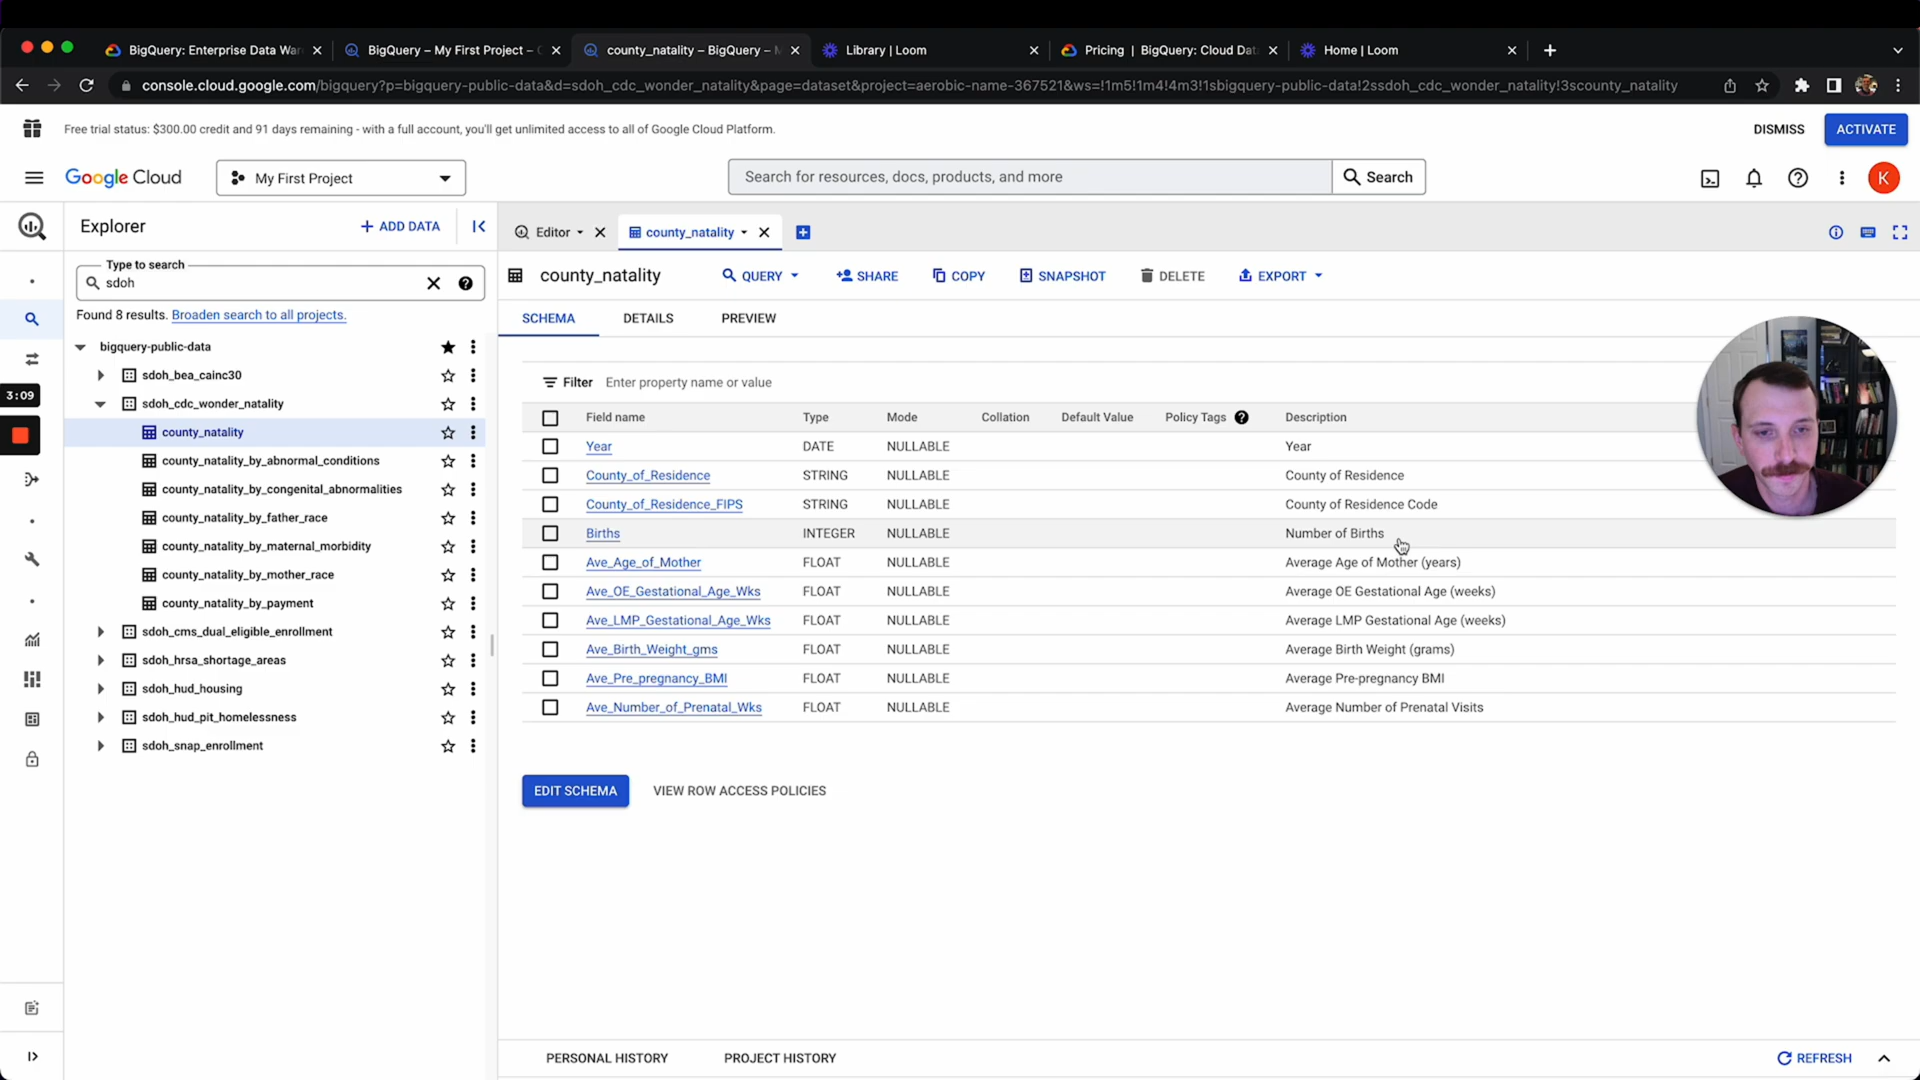 BigQuery: Enterprise Data War
BigQuery – My First Project – C
county_natality – BigQuery – M
Library | Loom
Pricing | BigQuery: Cloud Dat
Home | Loom
console.cloud.google.com/bigquery?p=bigquery-public-data&d=sdoh_cdc_wonder_natality&page=dataset&project=aerobic-name-367521&ws=!1m5!1m4!4m3!1sbigquery-public-data!2ssdoh_cdc_wonder_natality!3scounty_natality
Free trial status: $300.00 credit and 91 days remaining - with a full account, you'll get unlimited access to all of Google Cloud Platform.
DISMISS
ACTIVATE
Google Cloud
My First Project
Search for resources, docs, products, and more
Search
K
Explorer
+ ADD DATA
Editor
county_natality
Type to search
sdoh
Found 8 results. Broaden search to all projects.
bigquery-public-data
sdoh_bea_cainc30
sdoh_cdc_wonder_natality
county_natality
county_natality_by_abnormal_conditions
county_natality_by_congenital_abnormalities
county_natality_by_father_race
county_natality_by_maternal_morbidity
county_natality_by_mother_race
county_natality_by_payment
sdoh_cms_dual_eligible_enrollment
sdoh_hrsa_shortage_areas
sdoh_hud_housing
sdoh_hud_pit_homelessness
sdoh_snap_enrollment
3:09
county_natality
QUERY
SHARE
COPY
SNAPSHOT
DELETE
EXPORT
SCHEMA
DETAILS
PREVIEW
Filter Enter property name or value
Field name Type Mode Collation Default Value Policy Tags Description
Year DATE NULLABLE Year
County_of_Residence STRING NULLABLE County of Residence
County_of_Residence_FIPS STRING NULLABLE County of Residence Code
Births INTEGER NULLABLE Number of Births
Ave_Age_of_Mother FLOAT NULLABLE Average Age of Mother (years)
Ave_OE_Gestational_Age_Wks FLOAT NULLABLE Average OE Gestational Age (weeks)
Ave_LMP_Gestational_Age_Wks FLOAT NULLABLE Average LMP Gestational Age (weeks)
Ave_Birth_Weight_gms FLOAT NULLABLE Average Birth Weight (grams)
Ave_Pre_pregnancy_BMI FLOAT NULLABLE Average Pre-pregnancy BMI
Ave_Number_of_Prenatal_Wks FLOAT NULLABLE Average Number of Prenatal Visits
EDIT SCHEMA
VIEW ROW ACCESS POLICIES
PERSONAL HISTORY
PROJECT HISTORY
REFRESH